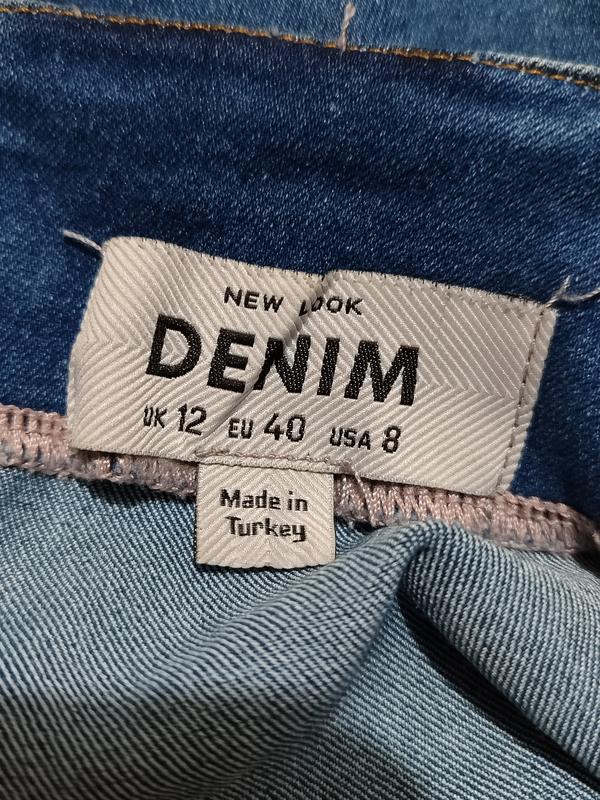 NEW LOOK
DENIM
UK 12 EU 40 USA 8
Made in
Turkey